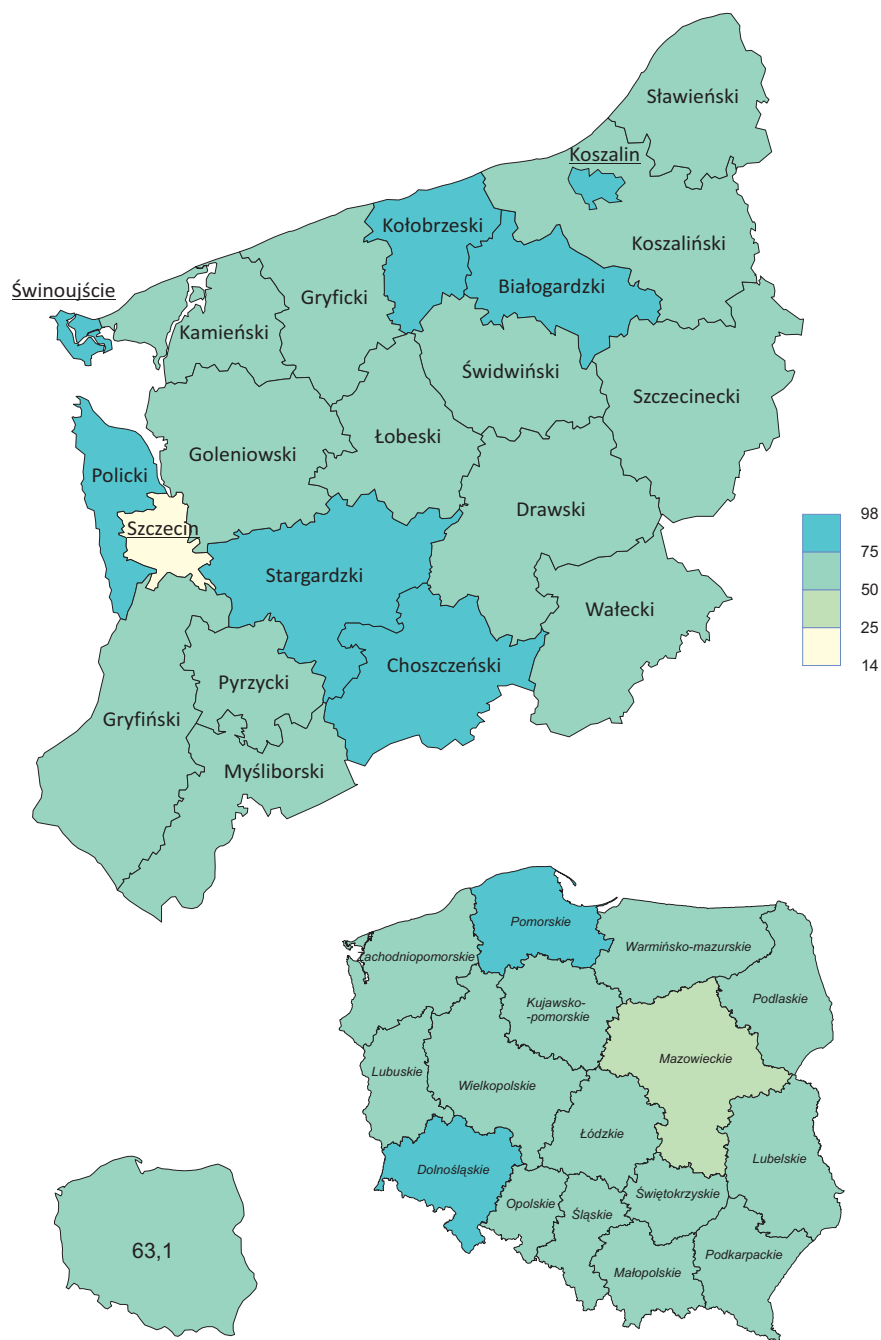 Sławieński
Koszalin
Kołobrzeski
Koszaliński
Świnoujście
Gryficki
Białogardzki
Kamieński
Świdwiński
Szczecinecki
Łobeski
Goleniowski
Policki
Drawski
Szczecin
Stargardzki
Wałecki
Choszczeński
Pyrzycki
Gryfiński
Myśliborski
98
75
50
25
14
Pomorskie
Zachodniopomorskie
Warmińsko-mazurskie
Kujawsko-
-pomorskie
Podlaskie
Mazowieckie
Lubuskie
Wielkopolskie
Łódzkie
Lubelskie
Dolnośląskie
Świętokrzyskie
Opolskie
Śląskie
Podkarpackie
Małopolskie
63,1